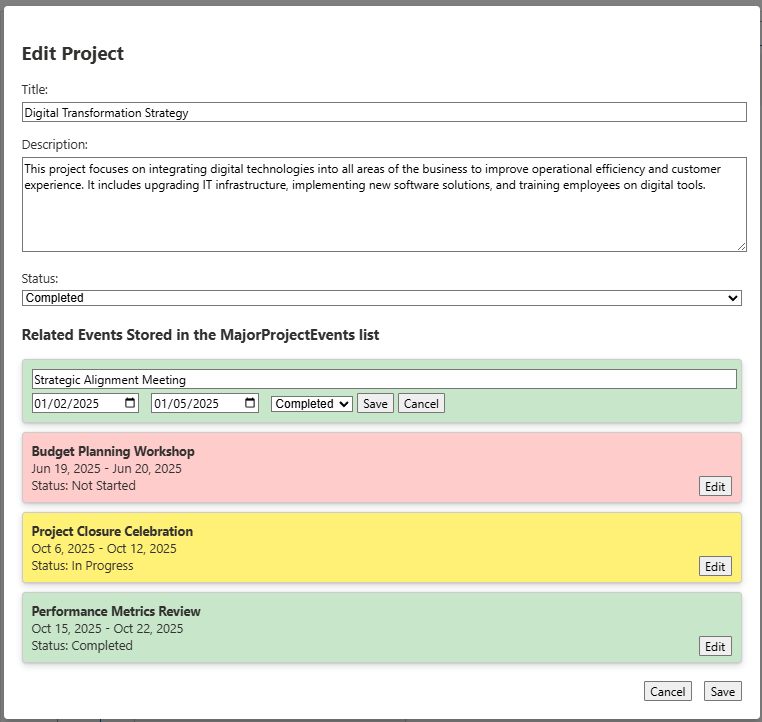 Edit Project
Title:
Digital Transformation Strategy
Description:
This project focuses on integrating digital technologies into all areas of the business to improve operational efficiency and customer
experience. It includes upgrading IT infrastructure, implementing new software solutions, and training employees on digital tools.
Status:
Completed
Related Events Stored in the MajorProjectEvents list
Strategic Alignment Meeting
01/02/2025 01/05/2025 Completed Save Cancel
Budget Planning Workshop
Jun 19, 2025 - Jun 20, 2025
Status: Not Started
Edit
Project Closure Celebration
Oct 6, 2025 - Oct 12, 2025
Status: In Progress
Edit
Performance Metrics Review
Oct 15, 2025 - Oct 22, 2025
Status: Completed
Edit
Cancel Save